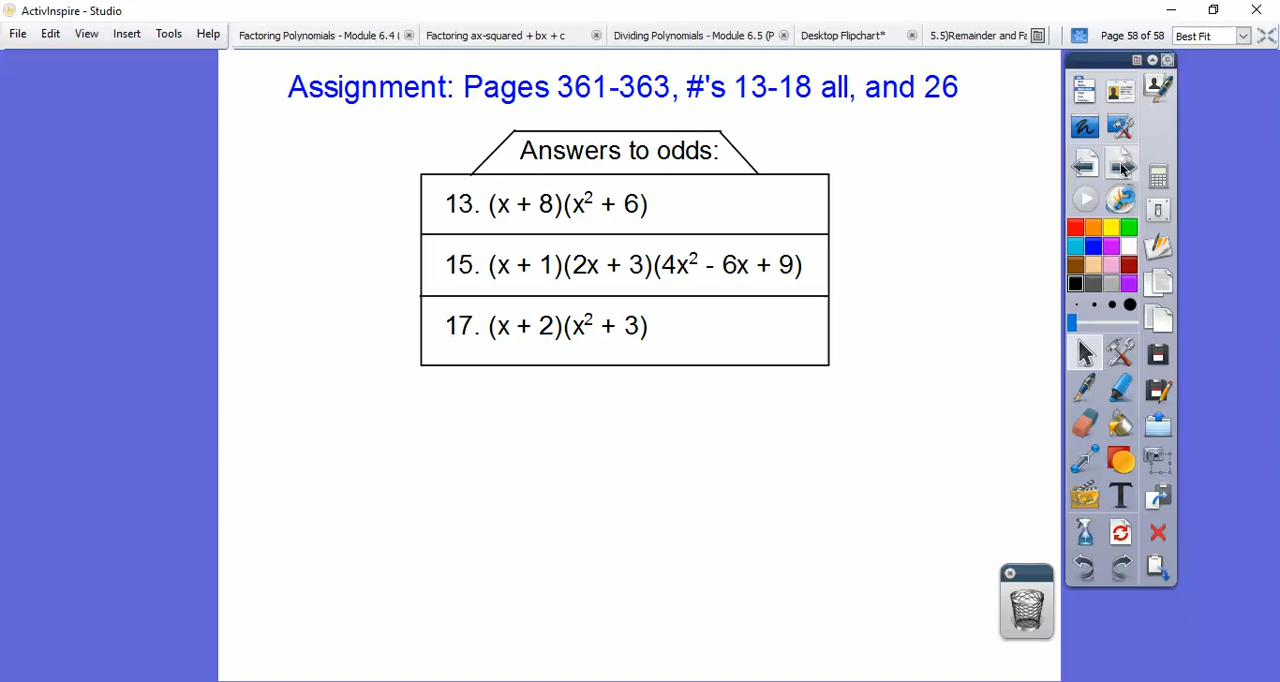 ActivInspire - Studio
File Edit View Insert Tools Help
Factoring Polynomials - Module 6.4 (
Factoring ax-squared + bx + c
Dividing Polynomials - Module 6.5 (P
Desktop Flipchart*
5.5)Remainder and Fa
Page 58 of 58
Best Fit
Assignment: Pages 361-363, #'s 13-18 all, and 26
Answers to odds:
13. (x + 8)(x² + 6)
15. (x + 1)(2x + 3)(4x² - 6x + 9)
17. (x + 2)(x² + 3)